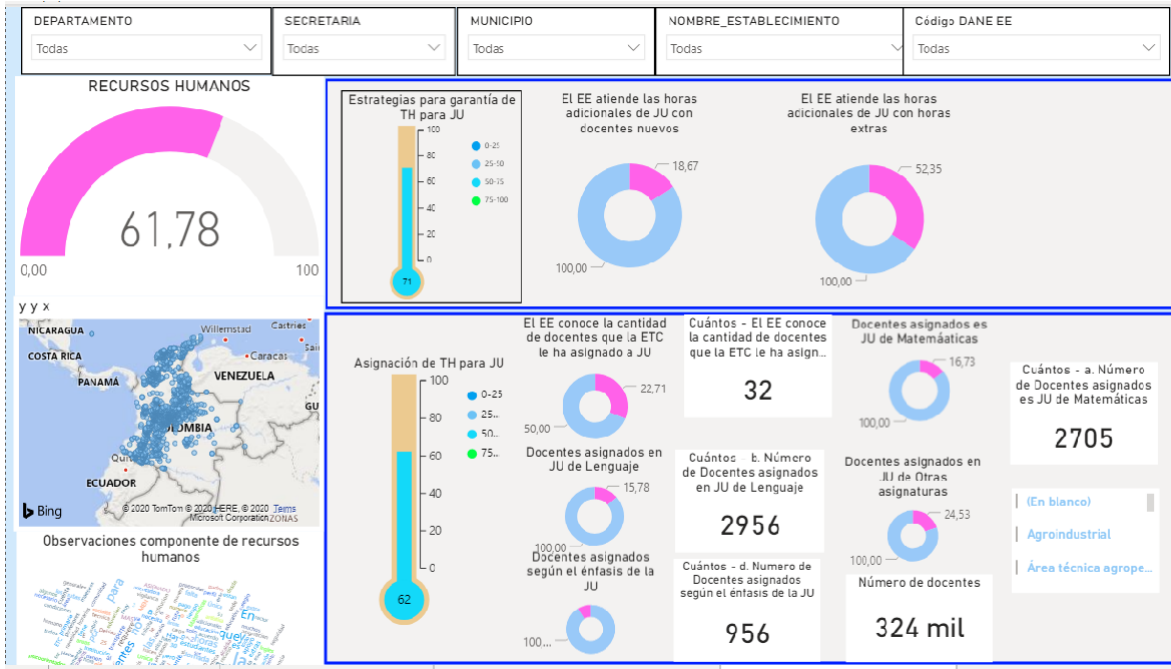 DEPARTAMENTO
Todas
SECRETARIA
Todas
MUNICIPIO
Todas
NOMBRE_ESTABLECIMIENTO
Todas
Código DANE EE
Todas
RECURSOS HUMANOS
61,78
0,00
100
Estrategias para garantía de
TH para JU
100
80
60
40
20
0
0-25
25-50
50-75
75-100
71
El EE atiende las horas
adicionales de JU con
docentes nuevos
18,67
100,00
El EE atiende las horas
adicionales de JU con horas
extras
52,35
100,00
y y x
NICARAGUA
Willemstad
Castries
COSTA RICA
Caracas
PANAMÁ
VENEZUELA
GU
ECUADOR
Bing
© 2020 TomTom © 2020 HERE, © 2020 Terms
Microsoft Corporation ZONAS
Observaciones componente de recursos
humanos
para
En
que
Asignación de TH para JU
100
80
60
40
20
0
0-25
25...
50...
75...
62
El EE conoce la cantidad
de docentes que la ETC
le ha asignado a JU
22,71
50,00
Cuántos - El EE conoce
la cantidad de docentes
que la ETC le ha asign...
32
Docentes asignados es
JU de Matemáaticas
16,73
100,00
Cuántos - a. Número
de Docentes asignados
es JU de Matemáticas
2705
Docentes asignados en
JU de Lenguaje
15,78
100,00
Cuántos - b. Número
de Docentes asignados
en JU de Lenguaje
2956
Docentes asignados en
JU de Otras
asignaturas
24,53
100,00
(En blanco)
Agroindustrial
Área técnica agrope...
Docentes asignados
según el énfasis de la
JU
100...
Cuántos - d. Numero de
Docentes asignados
según el énfasis de la JU
956
Número de docentes
324 mil